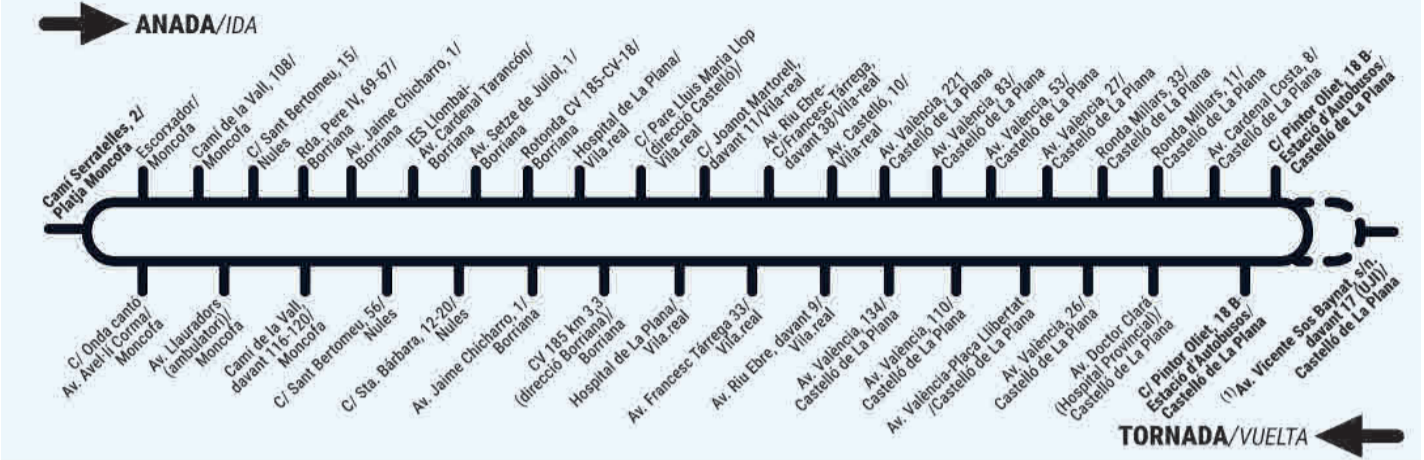 ANADA/IDA
Camí Serratelles, 2/
Platja Moncofa
Escorxador/
Moncofa
Camí de la Vall, 108/
Moncofa
C/ Sant Bertomeu, 15/
Nules
Rda. Pere IV, 69-67/
Borriana
Av. Jaime Chicharro, 1/
Borriana
IES Llombai-
Av. Cardenal Tarancón/
Borriana
Av. Setze de Juliol, 1/
Borriana
Rotonda CV 185-CV-18/
Borriana
Hospital de La Plana/
Vila.real
C/ Pare Lluis Maria Llop
(direcció Castelló)/
Vila.real
C/ Joanot Martorell,
davant 11/Vila-real
Av. Riu Ebre-
C/Francesc Tàrrega,
davant 38/Vila-real
Av. Castelló, 10/
Vila-real
Av. València 221
Castelló de La Plana
Av. València, 83/
Castelló de La Plana
Av. València, 53/
Castelló de La Plana
Av. València, 27/
Castelló de La Plana
Ronda Millars, 33/
Castelló de La Plana
Ronda Millars, 11/
Castelló de La Plana
Av. Cardenal Costa, 8/
Castelló de La Plana
C/ Pintor Oliet, 18 B-
Estació d'Autobusos/
Castelló de La Plana
C/ Onda cantó
Av. Avel·lí Corma/
Moncofa
Av. Llauradors
(ambulatori)/
Moncofa
Camí de la Vall,
davant 116-120/
Moncofa
C/ Sant Bertomeu, 56/
Nules
C/ Sta. Bárbara, 12-20/
Nules
Av. Jaime Chicharro, 1/
Borriana
CV 185 km 3,3
(direcció Borriana)/
Borriana
Hospital de La Plana/
Vila.real
Av. Francesc Tárrega 33/
Vila.real
Av. Riu Ebre, davant 9/
Vila.real
Av. València, 134/
Castelló de La Plana
Av. València, 110/
Castelló de La Plana
Av. València-Plaça Llibertat
/Castelló de La Plana
Av. València, 26/
Castelló de La Plana
Av. Doctor Clarà
(Hospital Provincial)/
Castelló de La Plana
C/ Pintor Oliet, 18 B-
Estació d'Autobusos/
Castelló de La Plana
(1) Av. Vicente Sos Baynat, s/n.
davant 17 (UJI)/
Castelló de La Plana
TORNADA/VUELTA